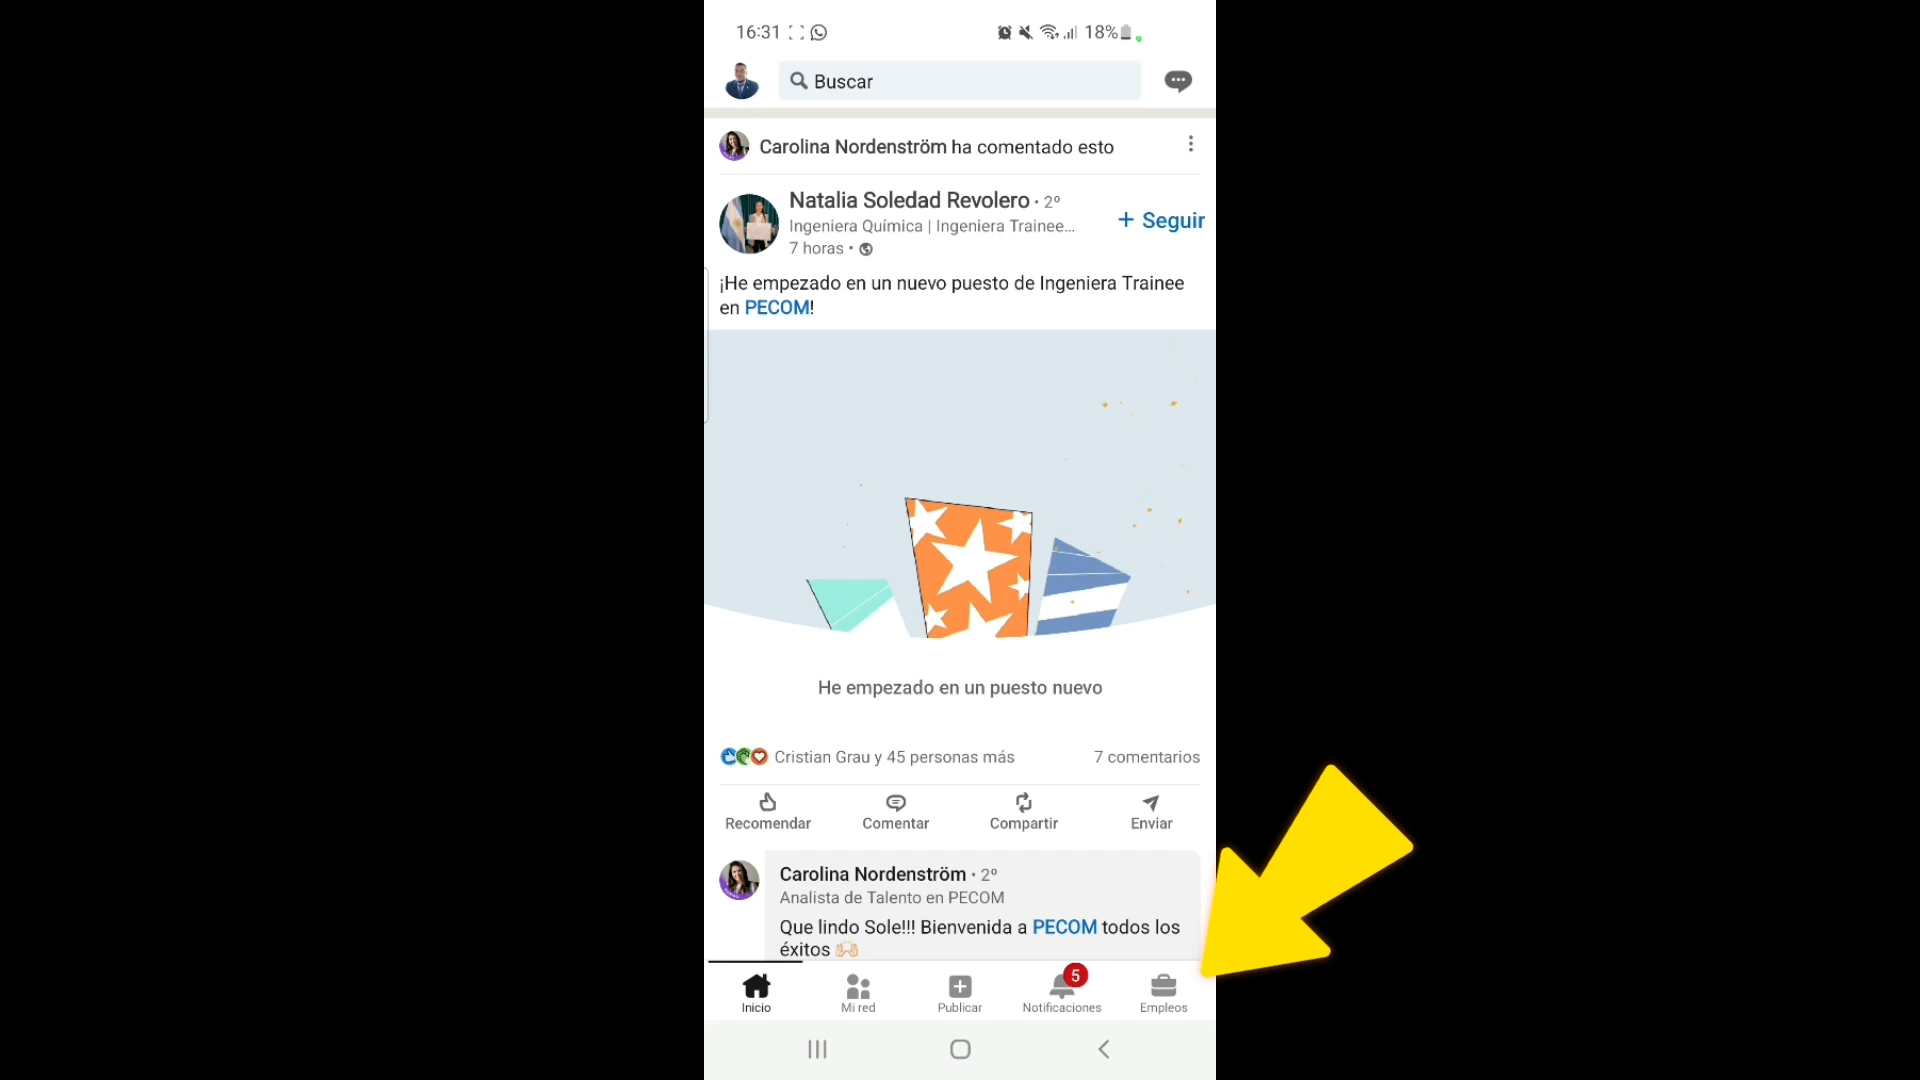 16:31 18%
Buscar
Carolina Nordenström ha comentado esto
Natalia Soledad Revolero • 2º
Ingeniera Química | Ingeniera Trainee...
+ Seguir
7 horas •
¡He empezado en un nuevo puesto de Ingeniera Trainee
en PECOM!
He empezado en un puesto nuevo
Cristian Grau y 45 personas más 7 comentarios
Recomendar Comentar Compartir Enviar
Carolina Nordenström • 2º
Analista de Talento en PECOM
Que lindo Sole!!! Bienvenida a PECOM todos los
éxitos 🙌🏻
5
Inicio Mi red Publicar Notificaciones Empleos